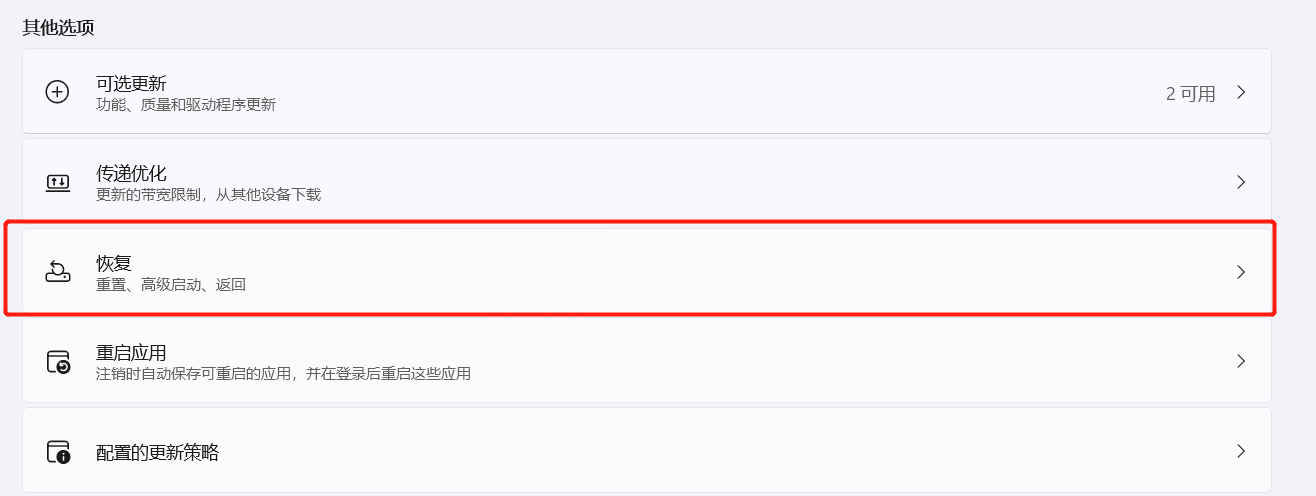 其他选项
可选更新
功能、质量和驱动程序更新
2 可用
传递优化
更新的带宽限制，从其他设备下载
恢复
重置、高级启动、返回
重启应用
注销时自动保存可重启的应用，并在登录后重启这些应用
配置的更新策略